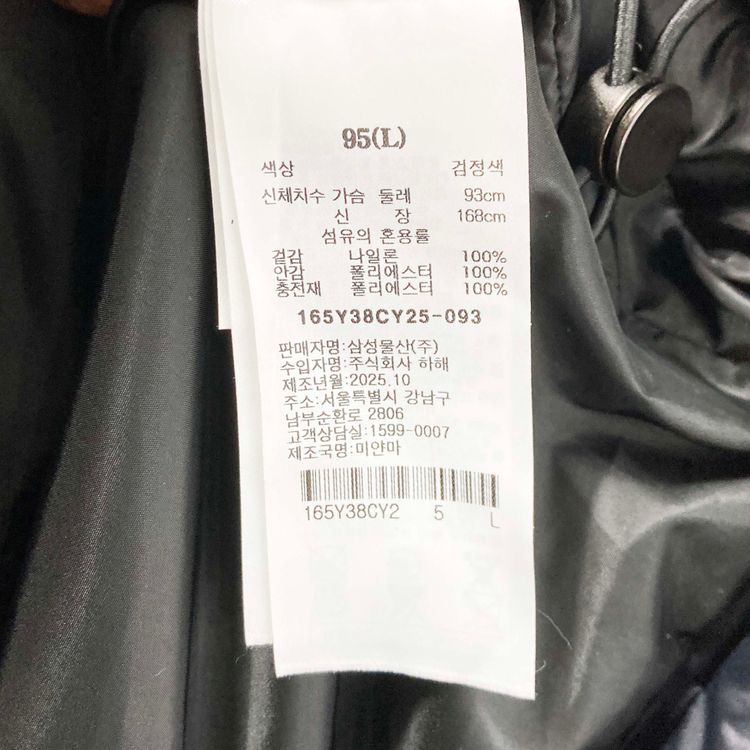 95(L)
색상 검정색
신체치수 가슴 둘레 93cm
신 장 168cm
섬유의 혼용률
겉감 나일론 100%
안감 폴리에스터 100%
충전재 폴리에스터 100%
165Y38CY25-093
판매자명:삼성물산(주)
수입자명:주식회사 하해
제조년월:2025.10
주소:서울특별시 강남구
남부순환로 2806
고객상담실:1599-0007
제조국명:미얀마
165Y38CY2 5 L